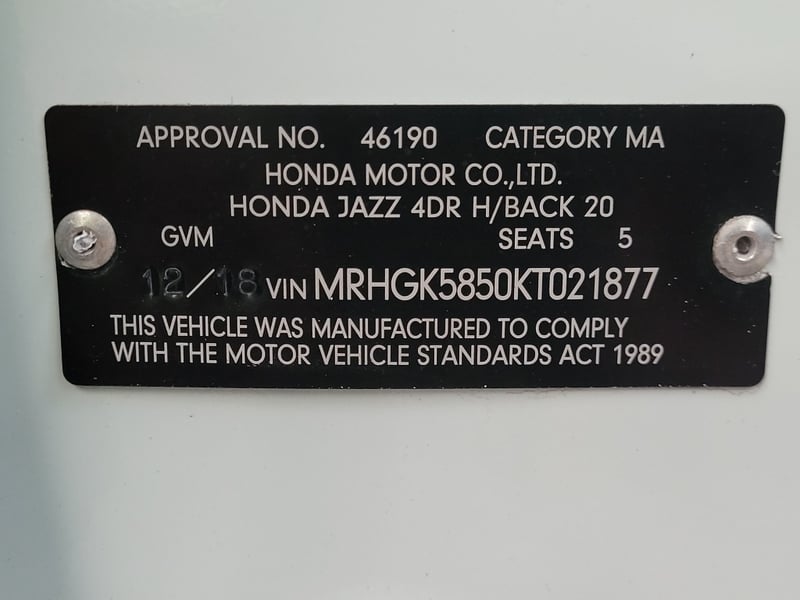 APPROVAL NO. 46190 CATEGORY MA
HONDA MOTOR CO.,LTD.
HONDA JAZZ 4DR H/BACK 20
GVM SEATS 5
12/18 VIN MRHGK5850KT021877
THIS VEHICLE WAS MANUFACTURED TO COMPLY
WITH THE MOTOR VEHICLE STANDARDS ACT 1989